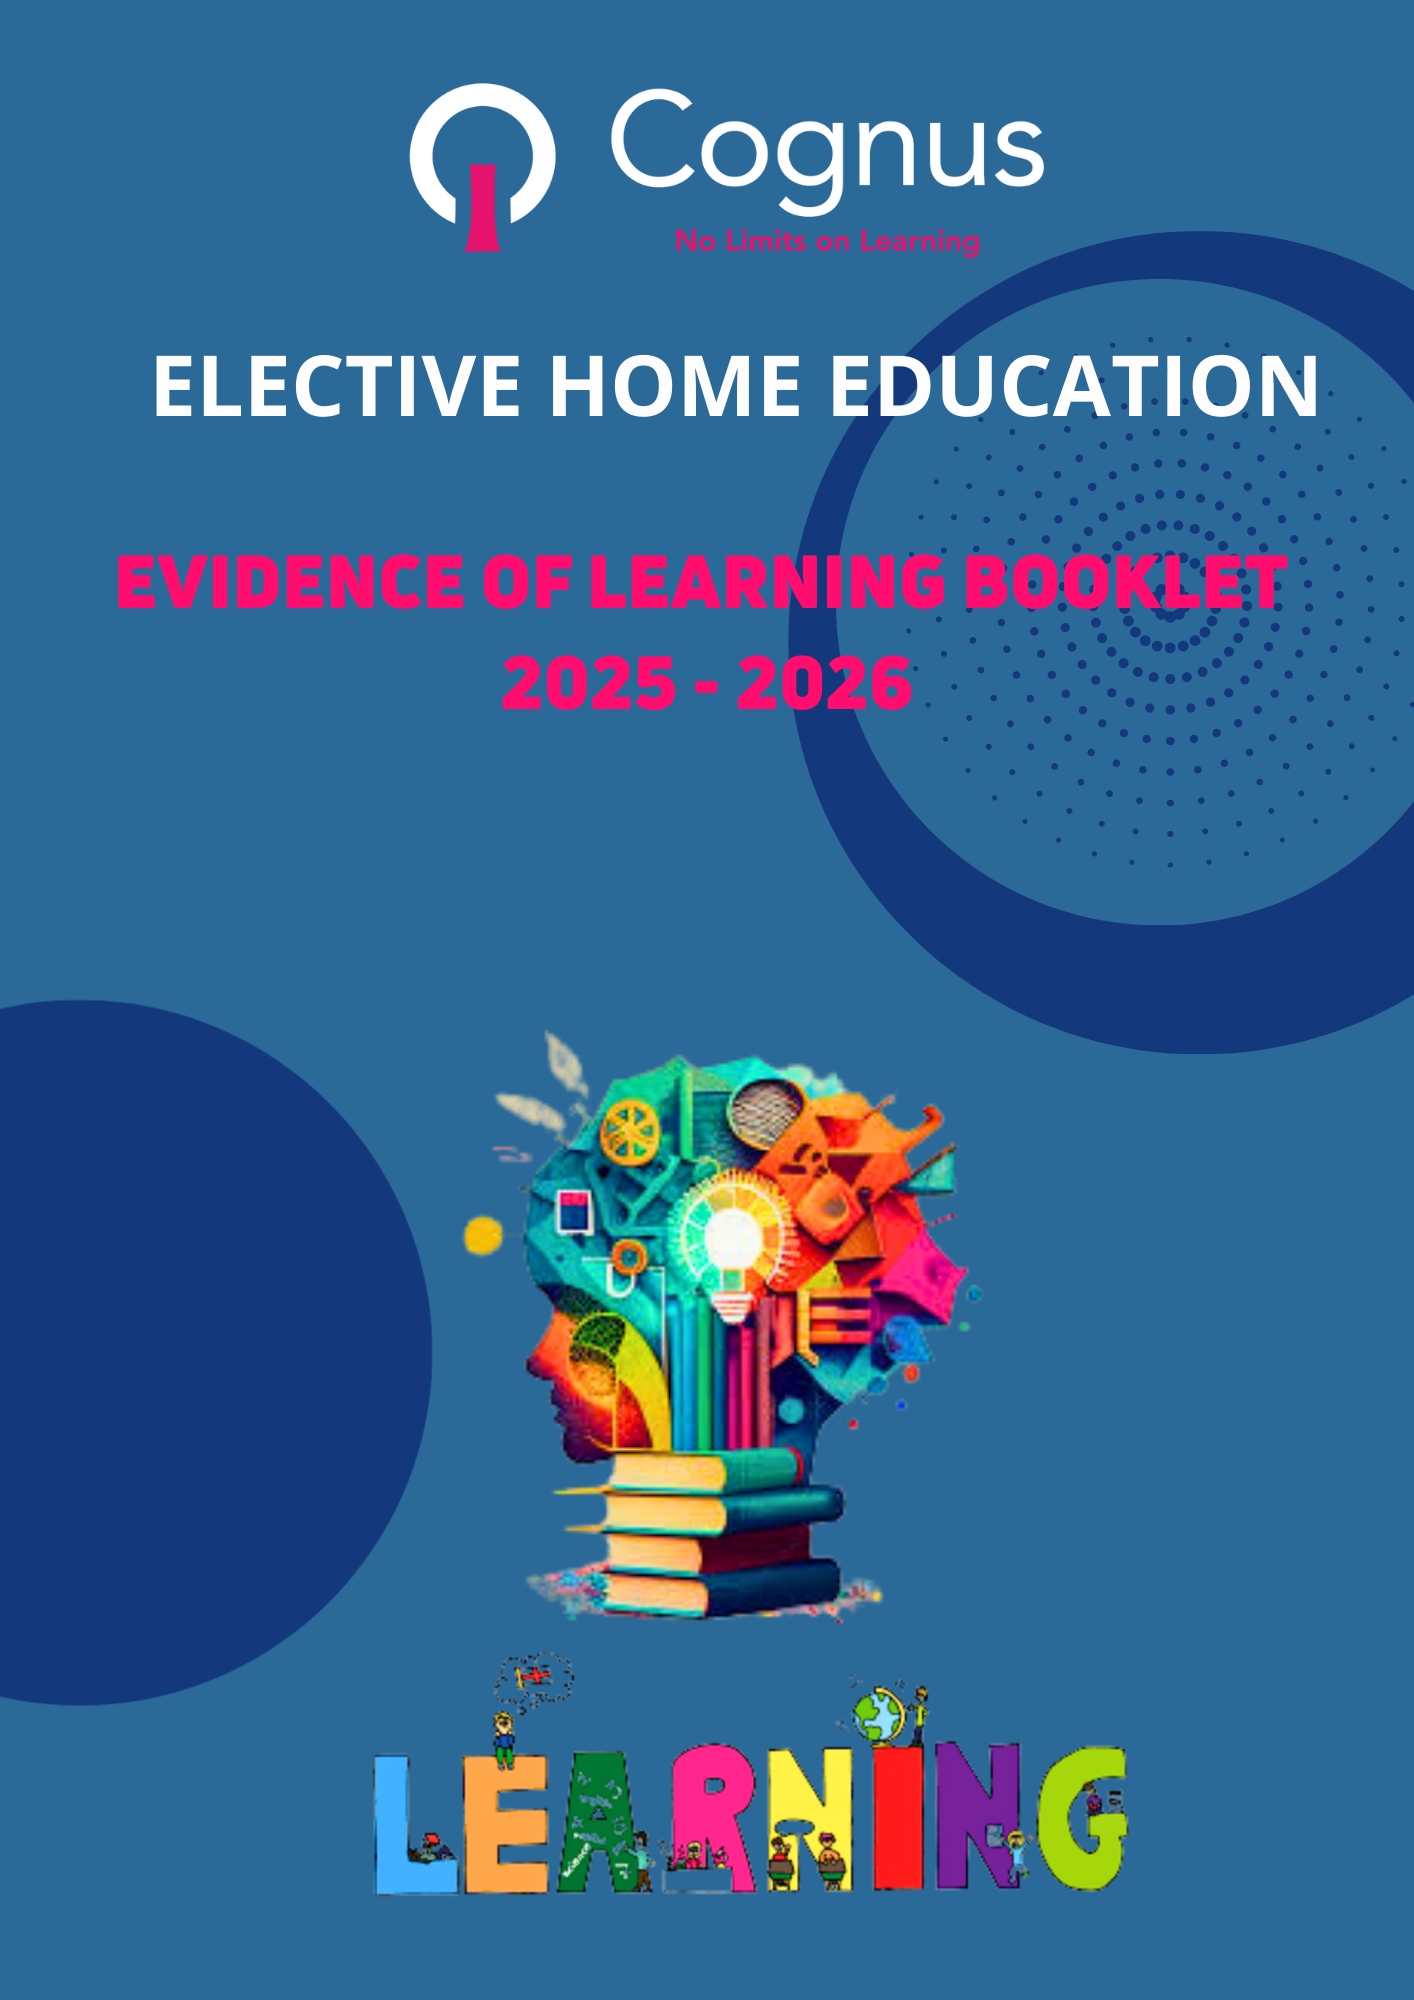 Cognus
No Limits on Learning
ELECTIVE HOME EDUCATION
EVIDENCE OF LEARNING BOOKLET
2025 - 2026
LEARNING